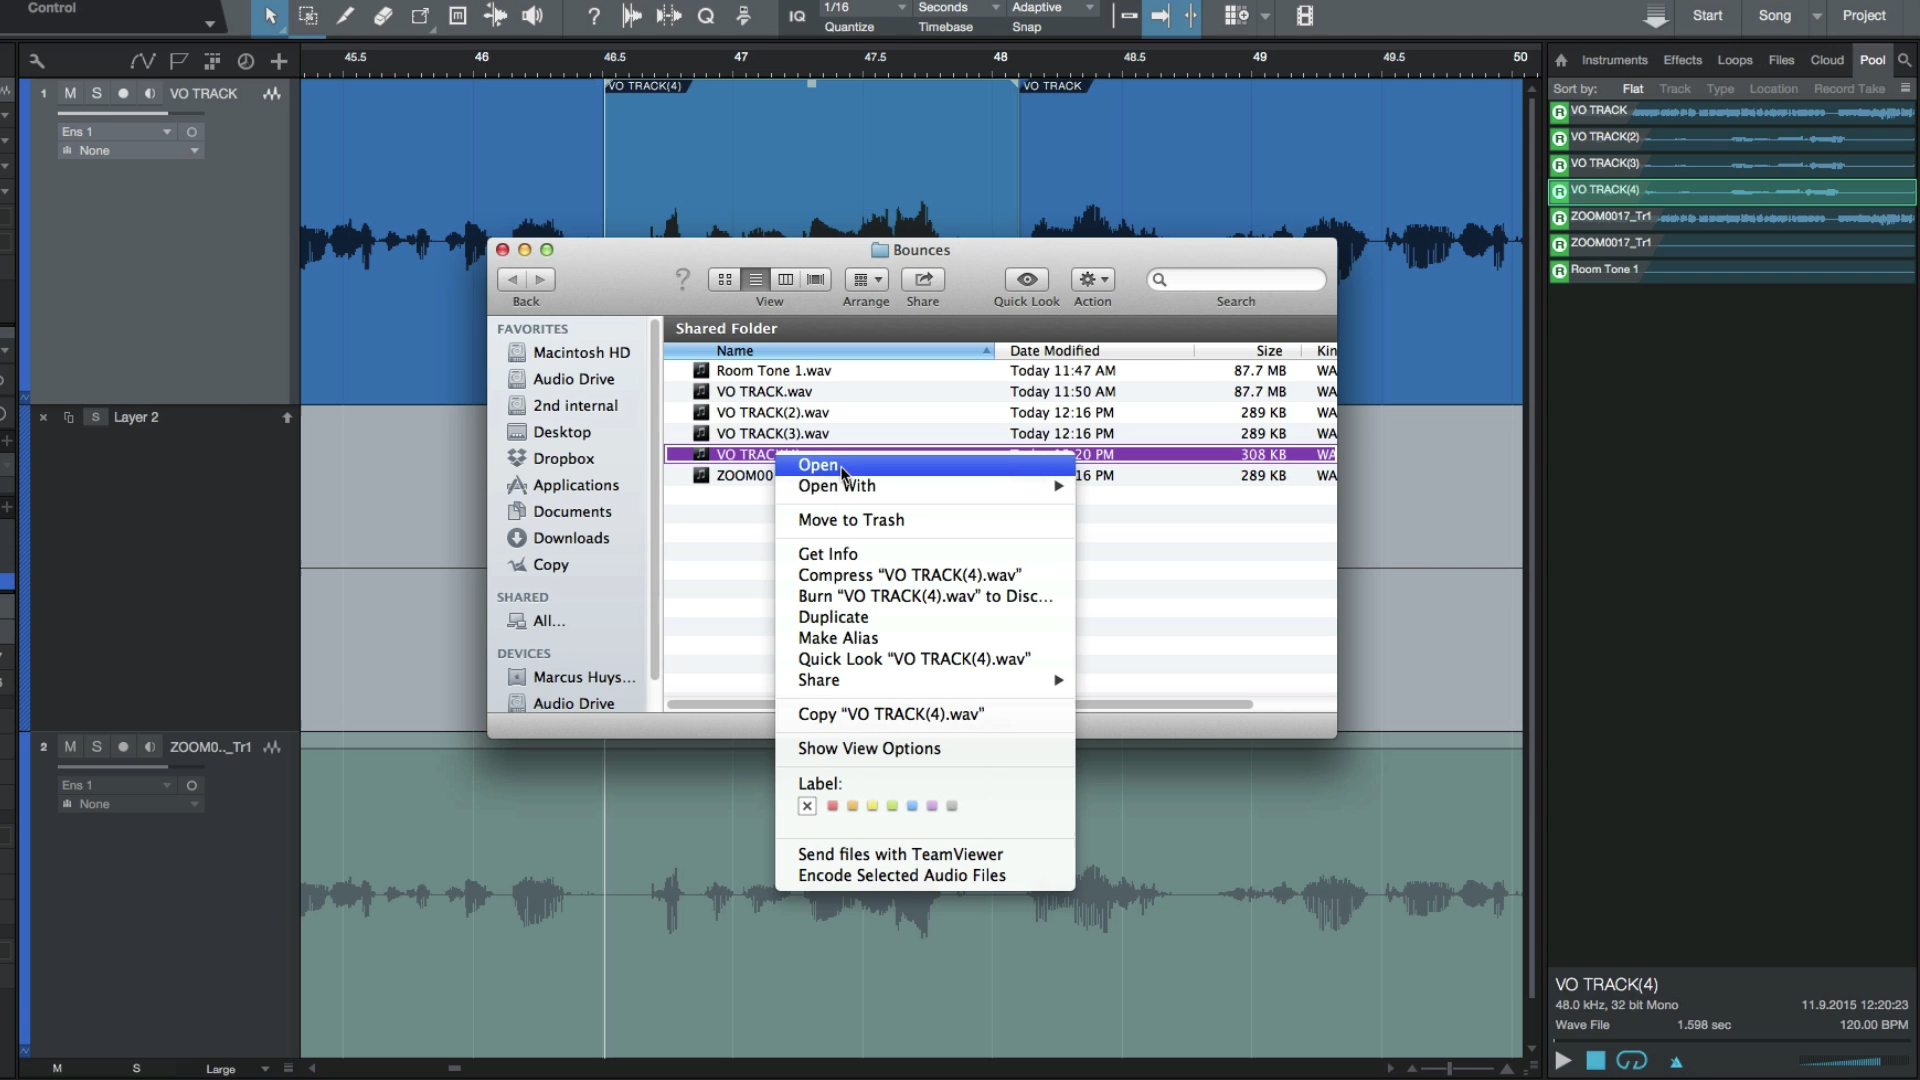 Control
1/16
Seconds
Adaptive
Quantize
Timebase
Snap
IQ
Start
Song
Project
45.5
46
46.5
47
47.5
48
48.5
49
49.5
50
Instruments
Effects
Loops
Files
Cloud
Pool
Sort by:
Flat
Track
Type
Location
Record Take
1
M
S
VO TRACK
Ens 1
None
VO TRACK(4)
VO TRACK
R VO TRACK
R VO TRACK(2)
R VO TRACK(3)
R VO TRACK(4)
R ZOOM0017_Tr1
R ZOOM0017_Tr1
R Room Tone 1
Bounces
Back
View
Arrange
Share
Quick Look
Action
Search
FAVORITES
Macintosh HD
Audio Drive
2nd internal
Desktop
Dropbox
Applications
Documents
Downloads
Copy
SHARED
All...
DEVICES
Marcus Huys...
Audio Drive
Shared Folder
Name
Date Modified
Size
Kin
Room Tone 1.wav Today 11:47 AM 87.7 MB WA
VO TRACK.wav Today 11:50 AM 87.7 MB WA
VO TRACK(2).wav Today 12:16 PM 289 KB WA
VO TRACK(3).wav Today 12:16 PM 289 KB WA
VO TRAC 20 PM 308 KB WA
ZOOM00 16 PM 289 KB WA
Open
Open With
Move to Trash
Get Info
Compress “VO TRACK(4).wav”
Burn “VO TRACK(4).wav” to Disc...
Duplicate
Make Alias
Quick Look “VO TRACK(4).wav”
Share
Copy “VO TRACK(4).wav”
Show View Options
Label:
Send files with TeamViewer
Encode Selected Audio Files
S
Layer 2
2
M
S
ZOOM0.._Tr1
Ens 1
None
M
S
Large
VO TRACK(4)
48.0 kHz, 32 bit Mono
11.9.2015 12:20:23
Wave File
1.598 sec
120.00 BPM